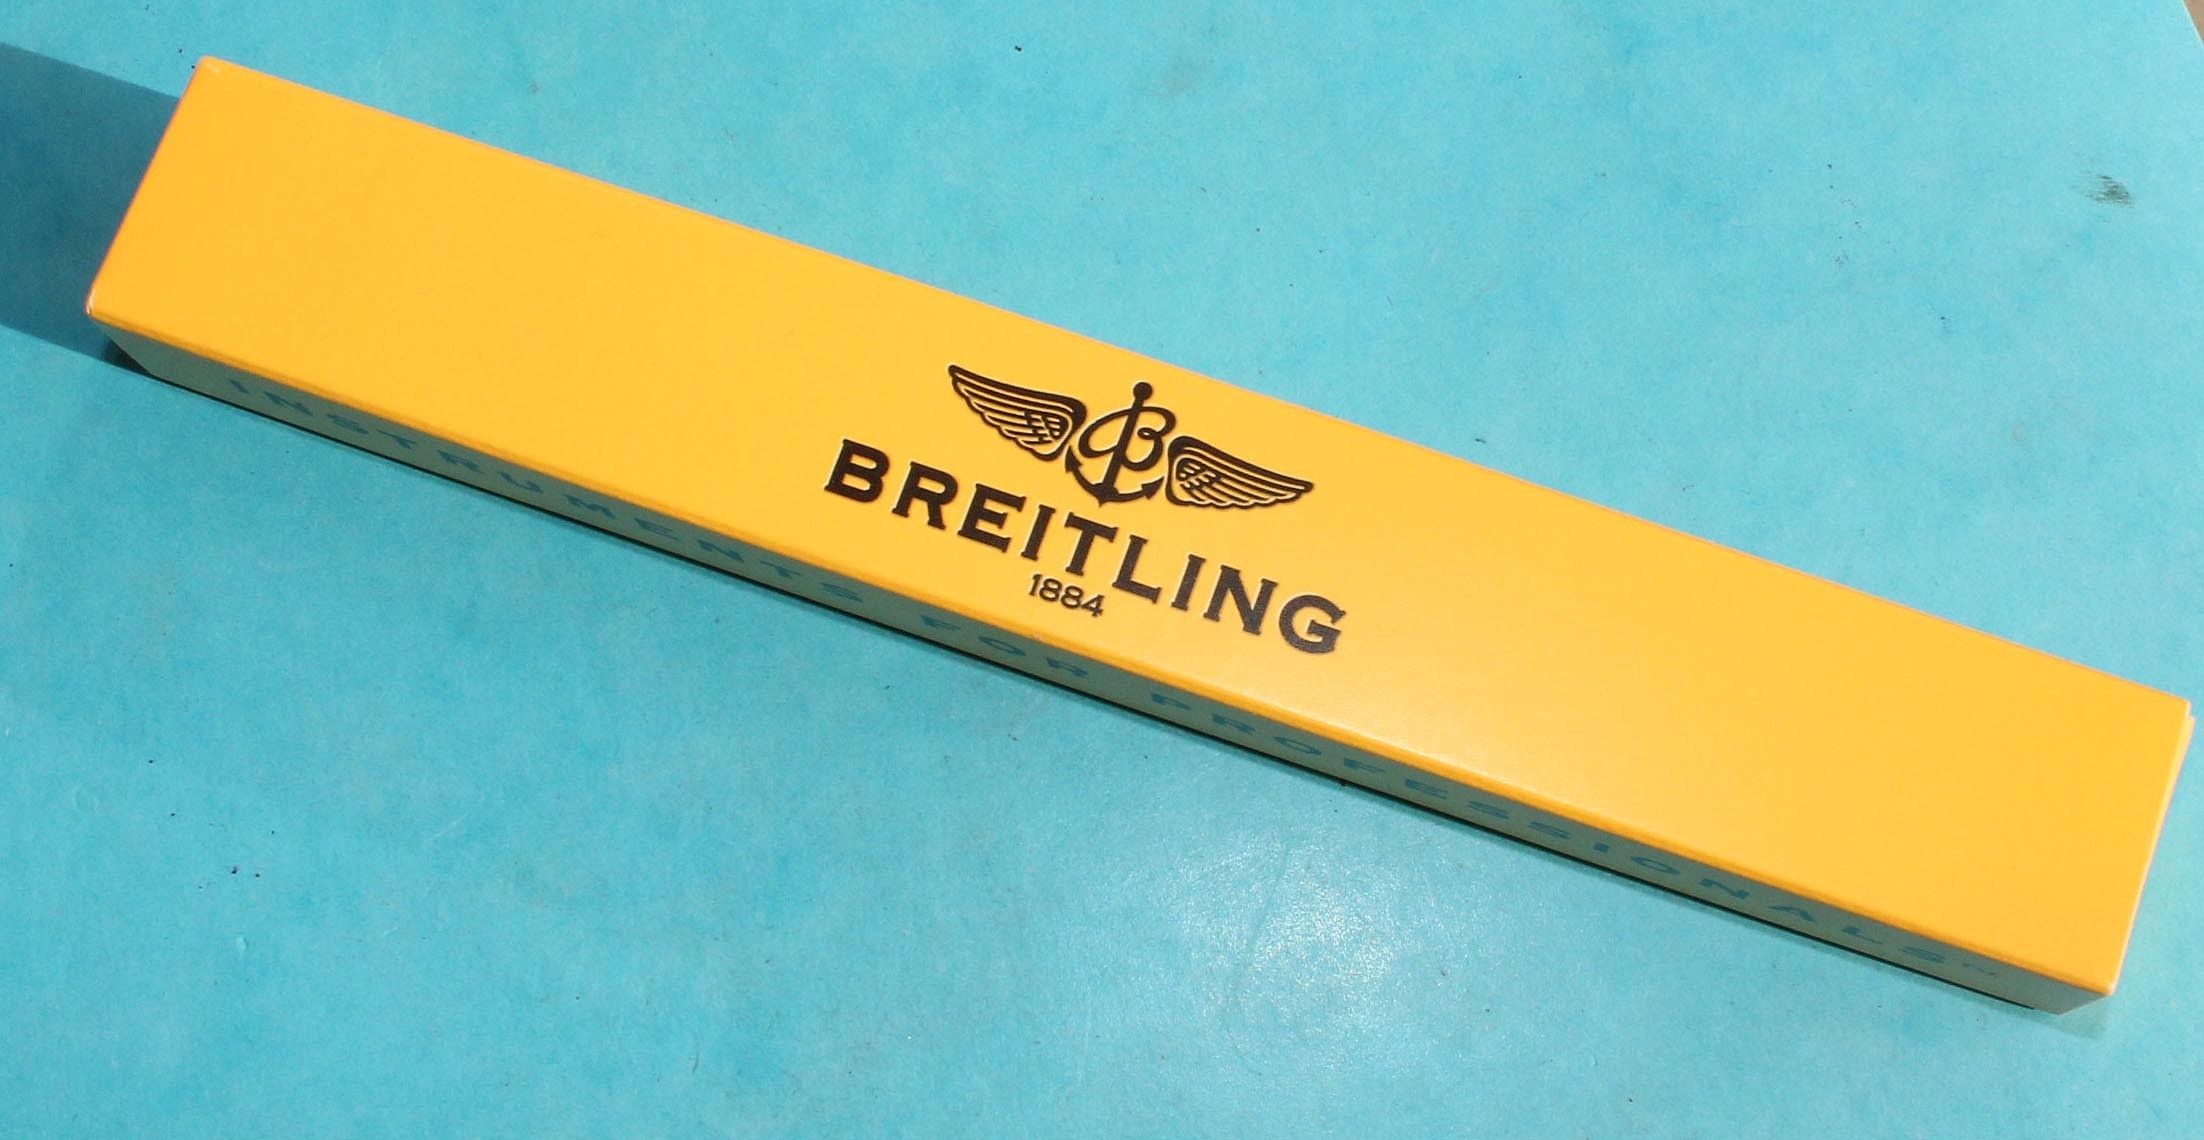 BREITLING
1884
INSTRUMENTS FOR PROFESSIONALS™